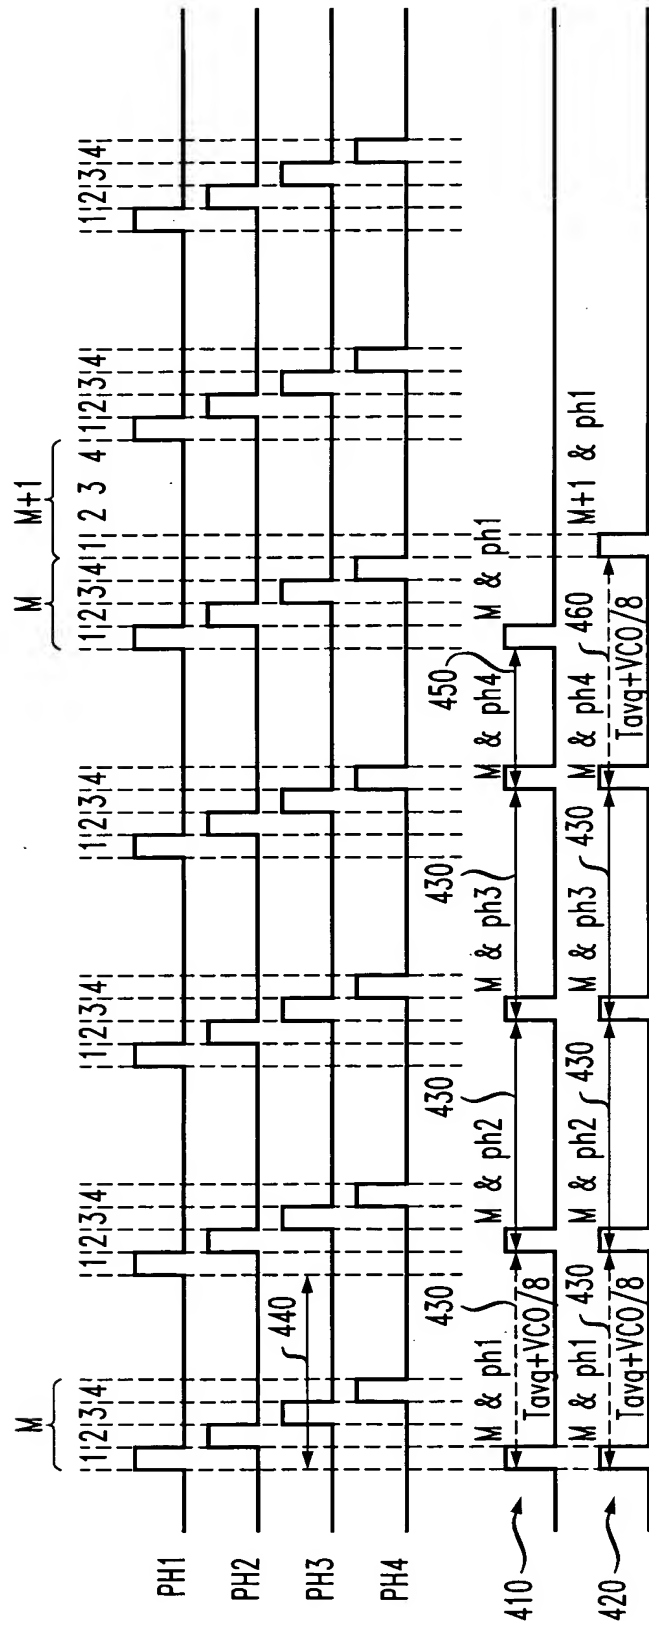 M M M+1
1 2 3 4 1 2 3 4 1 2 3 4 1 2 3 4 1 2 3 4 1 2 3 4 1 2 3 4 1 2 3 4
PH1
PH2
440
PH3
PH4
430 430 430 450
M & ph1 M & ph2 M & ph3 M & ph4 M & ph1
410 Tavg+VCO/8
M & ph1 430 M & ph2 430 M & ph3 430 M & ph4 460 M+1 & ph1
420 Tavg+VCO/8 Tavg+VCO/8